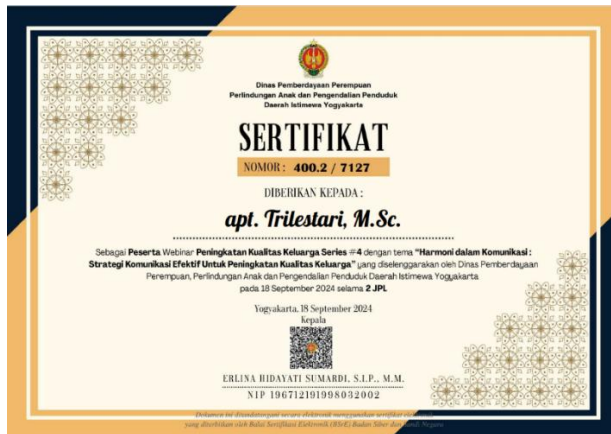 Dinas Pemberdayaan Perempuan
Perlindungan Anak dan Pengendalian Penduduk
Daerah Istimewa Yogyakarta
SERTIFIKAT
NOMOR : 400.2 / 7127
DIBERIKAN KEPADA :
apt. Trilestari, M.Sc.
Sebagai Peserta Webinar Peningkatan Kualitas Keluarga Series #4 dengan tema "Harmoni dalam Komunikasi :
Strategi Komunikasi Efektif Untuk Peningkatan Kualitas Keluarga" yang diselenggarakan oleh Dinas Pemberdayaan
Perempuan, Perlindungan Anak dan Pengendalian Penduduk Daerah Istimewa Yogyakarta
pada 18 September 2024 selama 2 JPL
Yogyakarta, 18 September 2024
Kepala
ERLINA HIDAYATI SUMARDI, S.I.P., M.M.
NIP 196712191998032002
Dokumen ini ditandatangani secara elektronik menggunakan sertifikat
yang diterbitkan oleh Balai Sertifikasi Elektronik (BSrE) Badan Siber dan Sandi Negara